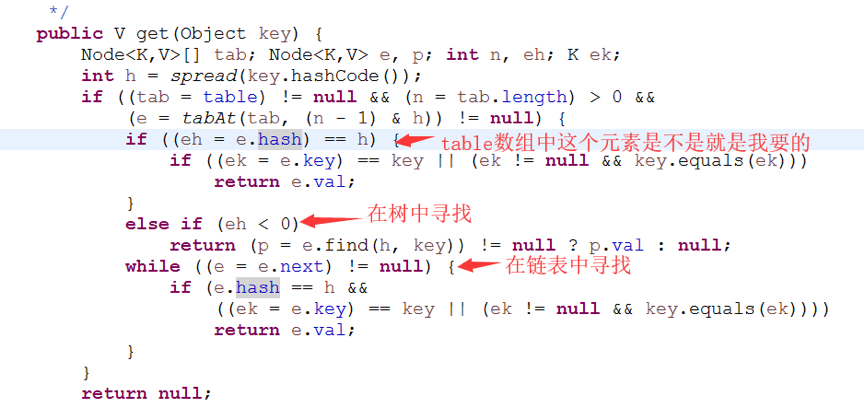 */
public V get(Object key) {
Node<K,V>[] tab; Node<K,V> e, p; int n, eh; K ek;
int h = spread(key.hashCode());
if ((tab = table) != null && (n = tab.length) > 0 &&
(e = tabAt(tab, (n - 1) & h)) != null) {
if ((eh = e.hash) == h) { table数组中这个元素是不是就是我要的
if ((ek = e.key) == key || (ek != null && key.equals(ek)))
return e.val;
}
else if (eh < 0) 在树中寻找
return (p = e.find(h, key)) != null ? p.val : null;
while ((e = e.next) != null) { 在链表中寻找
if (e.hash == h &&
((ek = e.key) == key || (ek != null && key.equals(ek))))
return e.val;
}
}
return null;